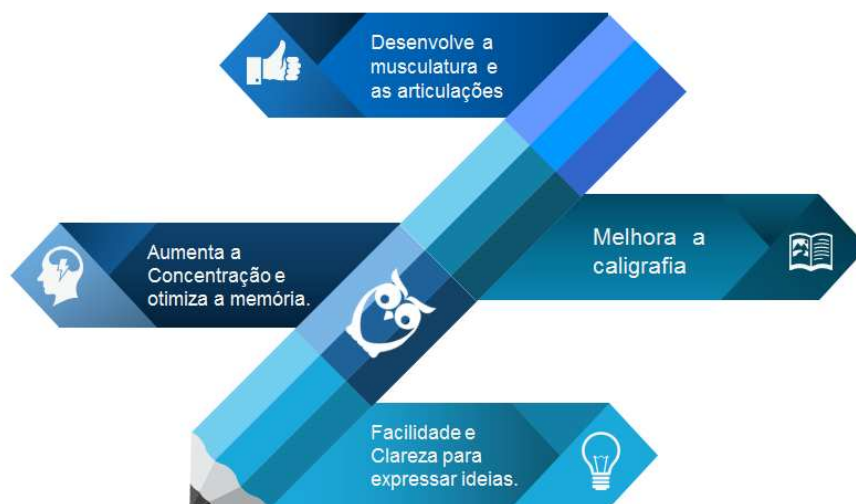 Desenvolve a
musculatura e
as articulações
Melhora a
caligrafia
Aumenta a
Concentração e
otimiza a memória.
Facilidade e
Clareza para
expressar ideias.